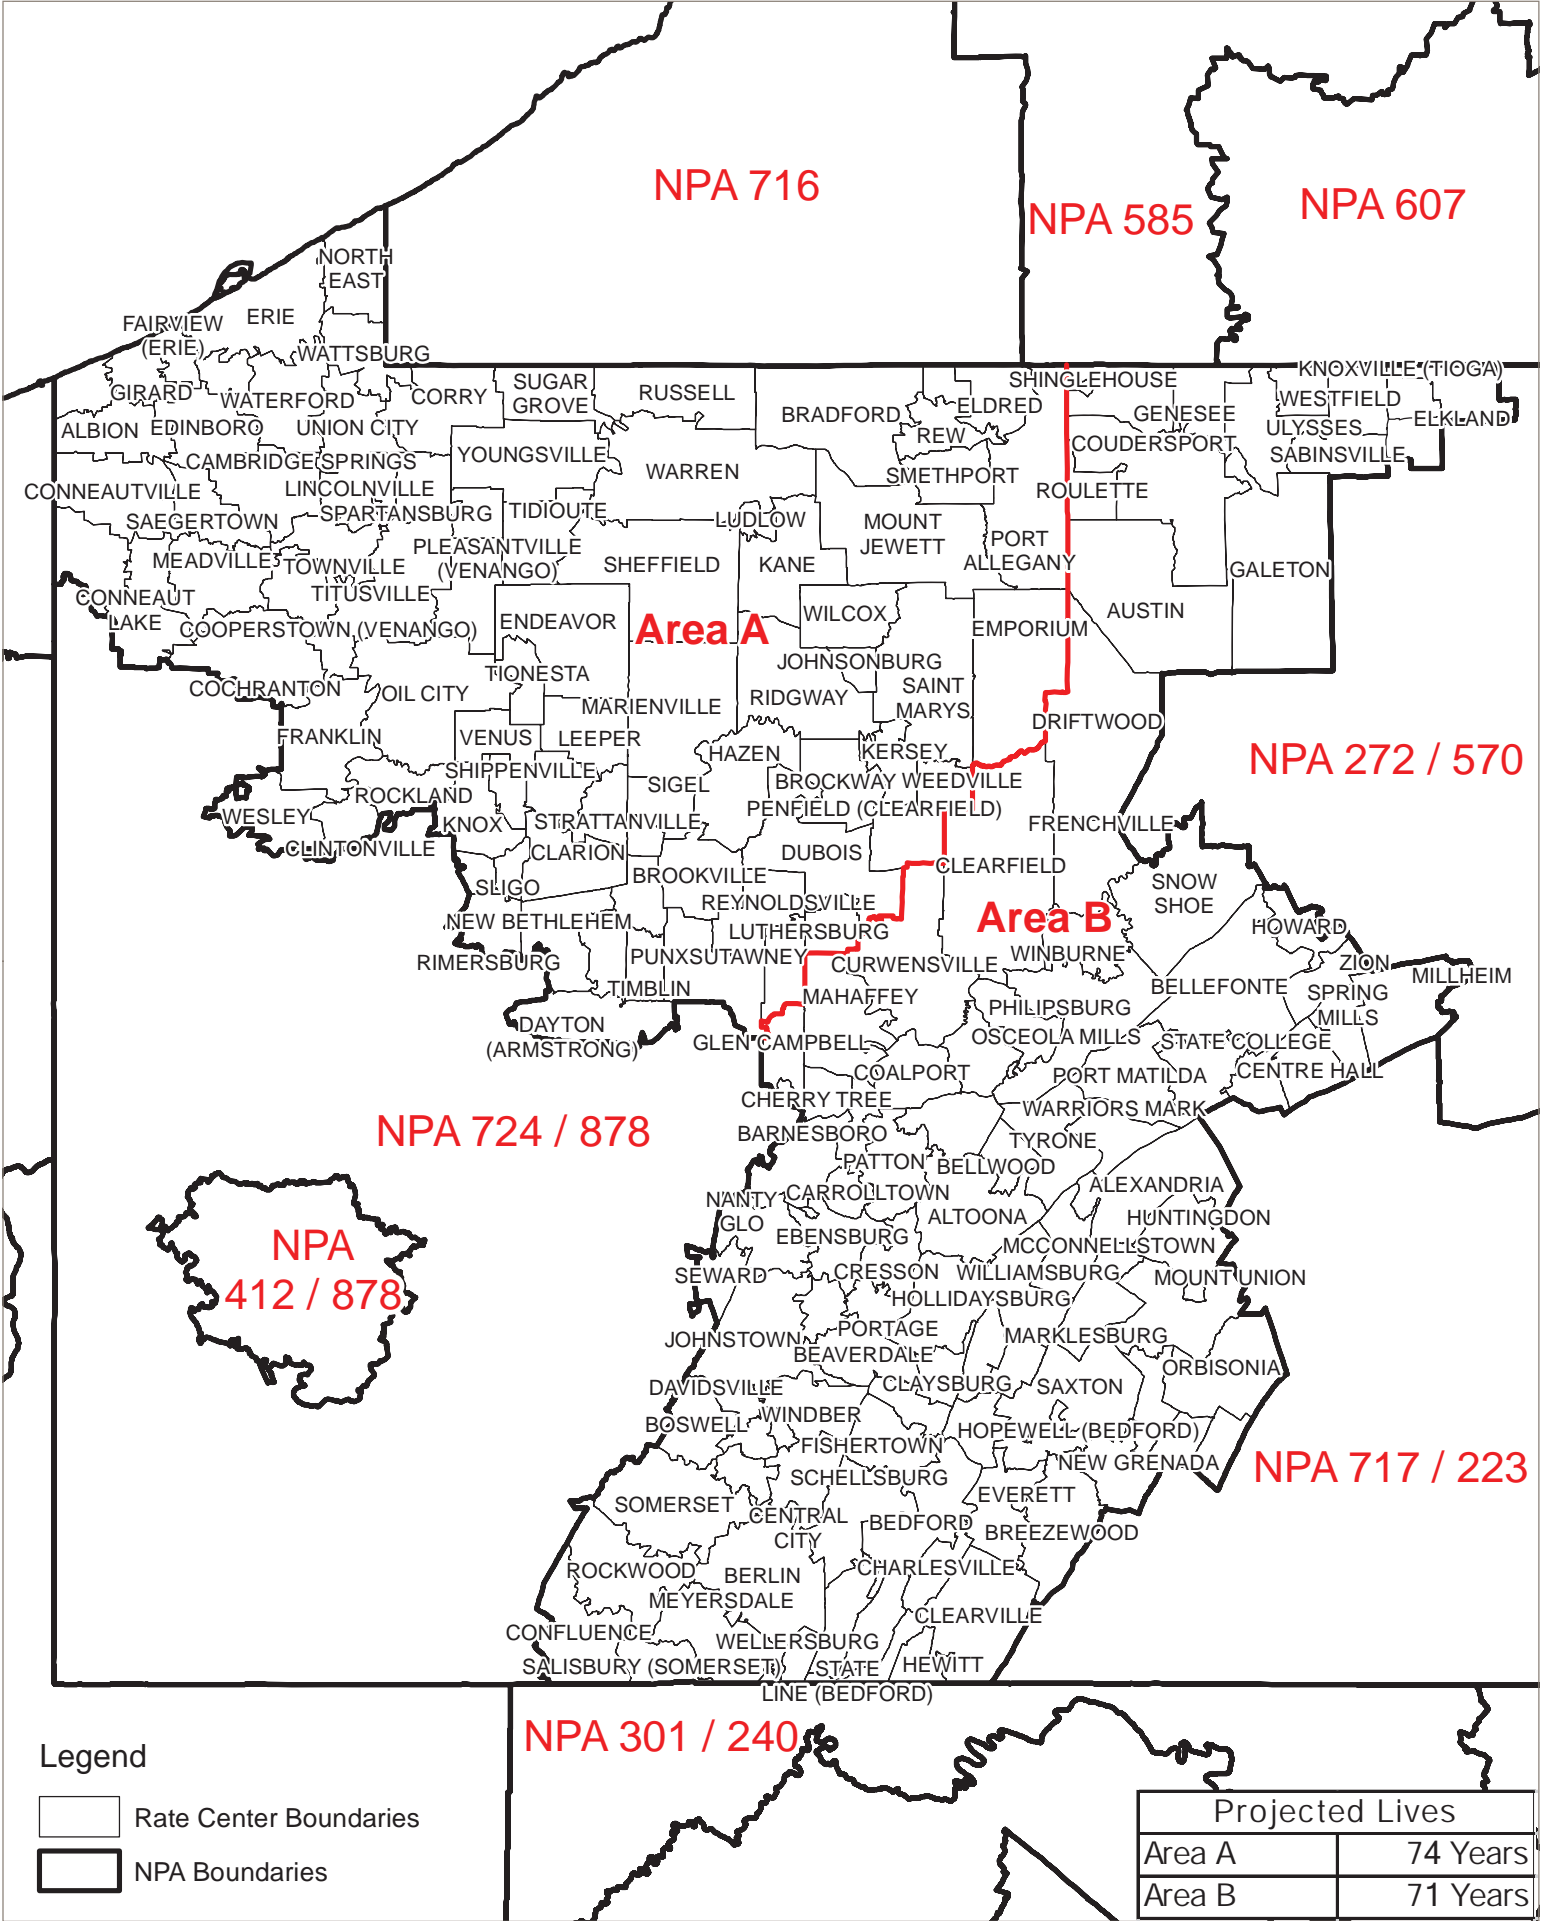 NPA 716
NPA 585
NPA 607
NORTH
EAST
FAIRVIEW
(ERIE)
ERIE
WATTSBURG
KNOXVILLE (TIOGA)
GIRARD
WATERFORD
CORRY
SUGAR
GROVE
RUSSELL
BRADFORD
ELDRED
SHINGLEHOUSE
GENESEE
WESTFIELD
ALBION
EDINBORO
UNION CITY
REW
COUDERSPORT
ULYSSES
ELKLAND
CAMBRIDGE SPRINGS
YOUNGSVILLE
WARREN
SMETHPORT
SABINSVILLE
CONNEAUTVILLE
LINCOLNVILLE
ROULETTE
SAEGERTOWN
SPARTANSBURG
TIDIOUTE
LUDLOW
MOUNT
JEWETT
PORT
ALLEGANY
MEADVILLE
TOWNVILLE
PLEASANTVILLE
(VENANGO)
SHEFFIELD
KANE
GALETON
CONNEAUT
LAKE
TITUSVILLE
COOPERSTOWN (VENANGO)
ENDEAVOR
Area A
WILCOX
EMPORIUM
AUSTIN
COCHRANTON
OIL CITY
TIONESTA
JOHNSONBURG
SAINT
MARYS
RIDGWAY
MARIENVILLE
DRIFTWOOD
FRANKLIN
VENUS
LEEPER
HAZEN
KERSEY
NPA 272 / 570
SHIPPENVILLE
SIGEL
BROCKWAY
WEEDVILLE
ROCKLAND
PENFIELD (CLEARFIELD)
WESLEY
KNOX
STRATTANVILLE
FRENCHVILLE
CLINTONVILLE
CLARION
DUBOIS
CLEARFIELD
SLIGO
BROOKVILLE
SNOW
SHOE
REYNOLDSVILLE
Area B
NEW BETHLEHEM
LUTHERSBURG
HOWARD
RIMERSBURG
PUNXSUTAWNEY
CURWENSVILLE
WINBURNE
ZION
MILLHEIM
TIMBLIN
MAHAFFEY
BELLEFONTE
SPRING
MILLS
DAYTON
(ARMSTRONG)
PHILIPSBURG
GLEN CAMPBELL
OSCEOLA MILLS
STATE COLLEGE
COALPORT
PORT MATILDA
CENTRE HALL
CHERRY TREE
WARRIORS MARK
NPA 724 / 878
BARNESBORO
TYRONE
PATTON
BELLWOOD
NANTY
GLO
CARROLLTOWN
ALEXANDRIA
ALTOONA
HUNTINGDON
NPA
412 / 878
EBENSBURG
MCCONNELLSTOWN
SEWARD
CRESSON
WILLIAMSBURG
MOUNT UNION
HOLLIDAYSBURG
JOHNSTOWN
PORTAGE
MARKLESBURG
BEAVERDALE
ORBISONIA
DAVIDSVILLE
CLAYSBURG
SAXTON
BOSWELL
WINDBER
FISHERTOWN
HOPEWELL (BEDFORD)
NEW GRENADA
NPA 717 / 223
SCHELLSBURG
SOMERSET
EVERETT
CENTRAL
CITY
BEDFORD
BREEZEWOOD
ROCKWOOD
BERLIN
CHARLESVILLE
MEYERSDALE
CLEARVILLE
CONFLUENCE
WELLERSBURG
SALISBURY (SOMERSET)
STATE
LINE (BEDFORD)
HEWITT
NPA 301 / 240
Legend
Rate Center Boundaries
NPA Boundaries
Projected Lives
Area A 74 Years
Area B 71 Years